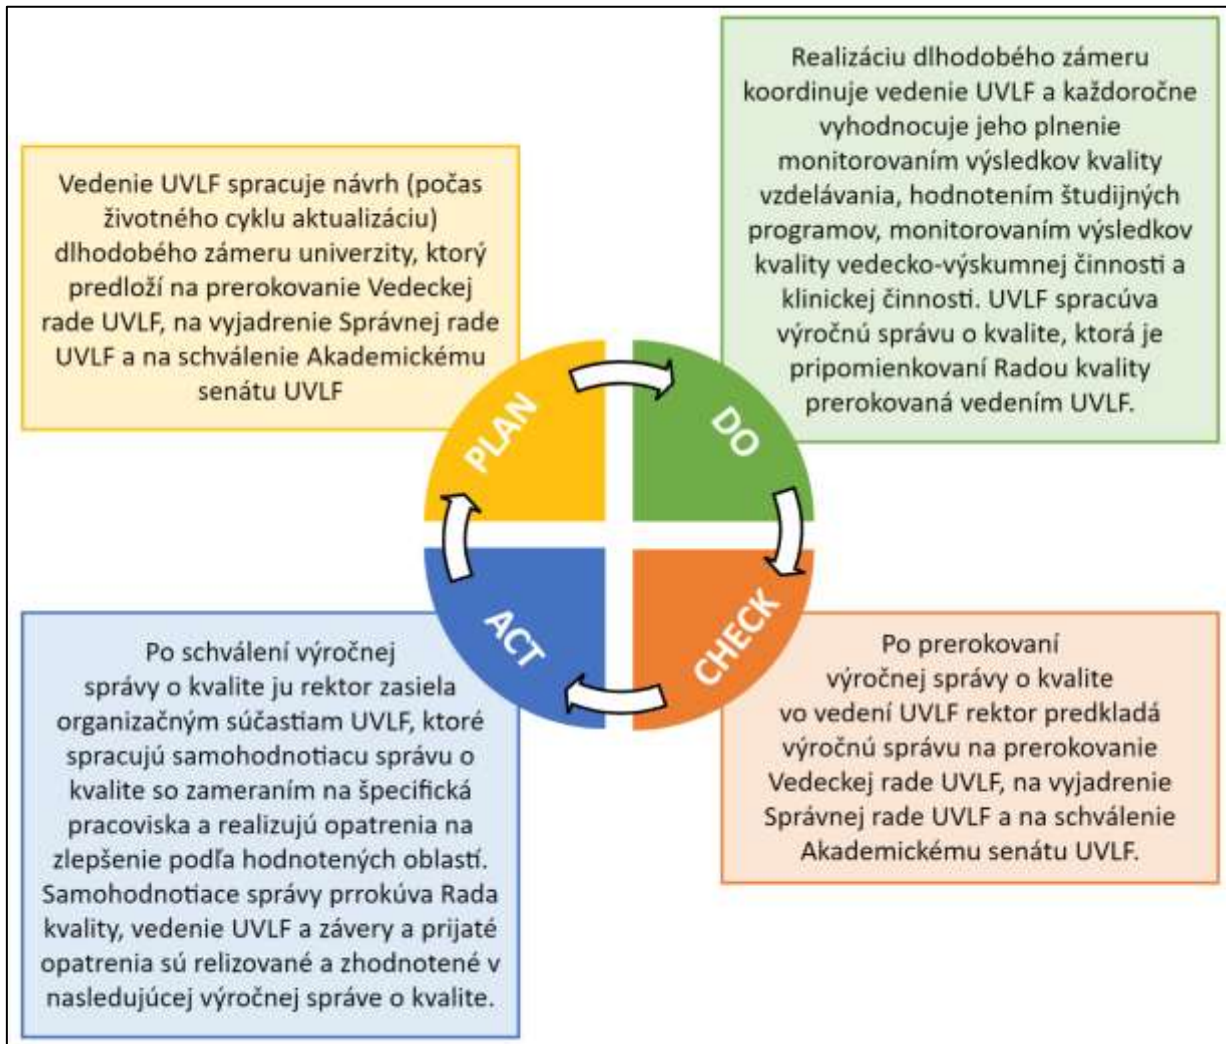 Vedenie UVLF spracuje návrh (počas
životného cyklu aktualizáciu)
dlhodobého zámeru univerzity, ktorý
predloží na prerokovanie Vedeckej
rade UVLF, na vyjadrenie Správnej rade
UVLF a na schválenie Akademickému
senátu UVLF
Realizáciu dlhodobého zámeru
koordinuje vedenie UVLF a každoročne
vyhodnocuje jeho plnenie
monitorovaním výsledkov kvality
vzdelávania, hodnotením študijných
programov, monitorovaním výsledkov
kvality vedecko-výskumnej činnosti a
klinickej činnosti. UVLF spracúva
výročnú správu o kvalite, ktorá je
pripomienkovaní Radou kvality
prerokovaná vedením UVLF.
PLAN
DO
ACT
CHECK
Po schválení výročnej
správy o kvalite ju rektor zasiela
organizačným súčastiam UVLF, ktoré
spracujú samohodnotiacu správu o
kvalite so zameraním na špecifická
pracoviska a realizujú opatrenia na
zlepšenie podľa hodnotených oblastí.
Samohodnotiace správy prrokúva Rada
kvality, vedenie UVLF a závery a prijaté
opatrenia sú relizované a zhodnotené v
nasledujúcej výročnej správe o kvalite.
Po prerokovaní
výročnej správy o kvalite
vo vedení UVLF rektor predkladá
výročnú správu na prerokovanie
Vedeckej rade UVLF, na vyjadrenie
Správnej rade UVLF a na schválenie
Akademickému senátu UVLF.